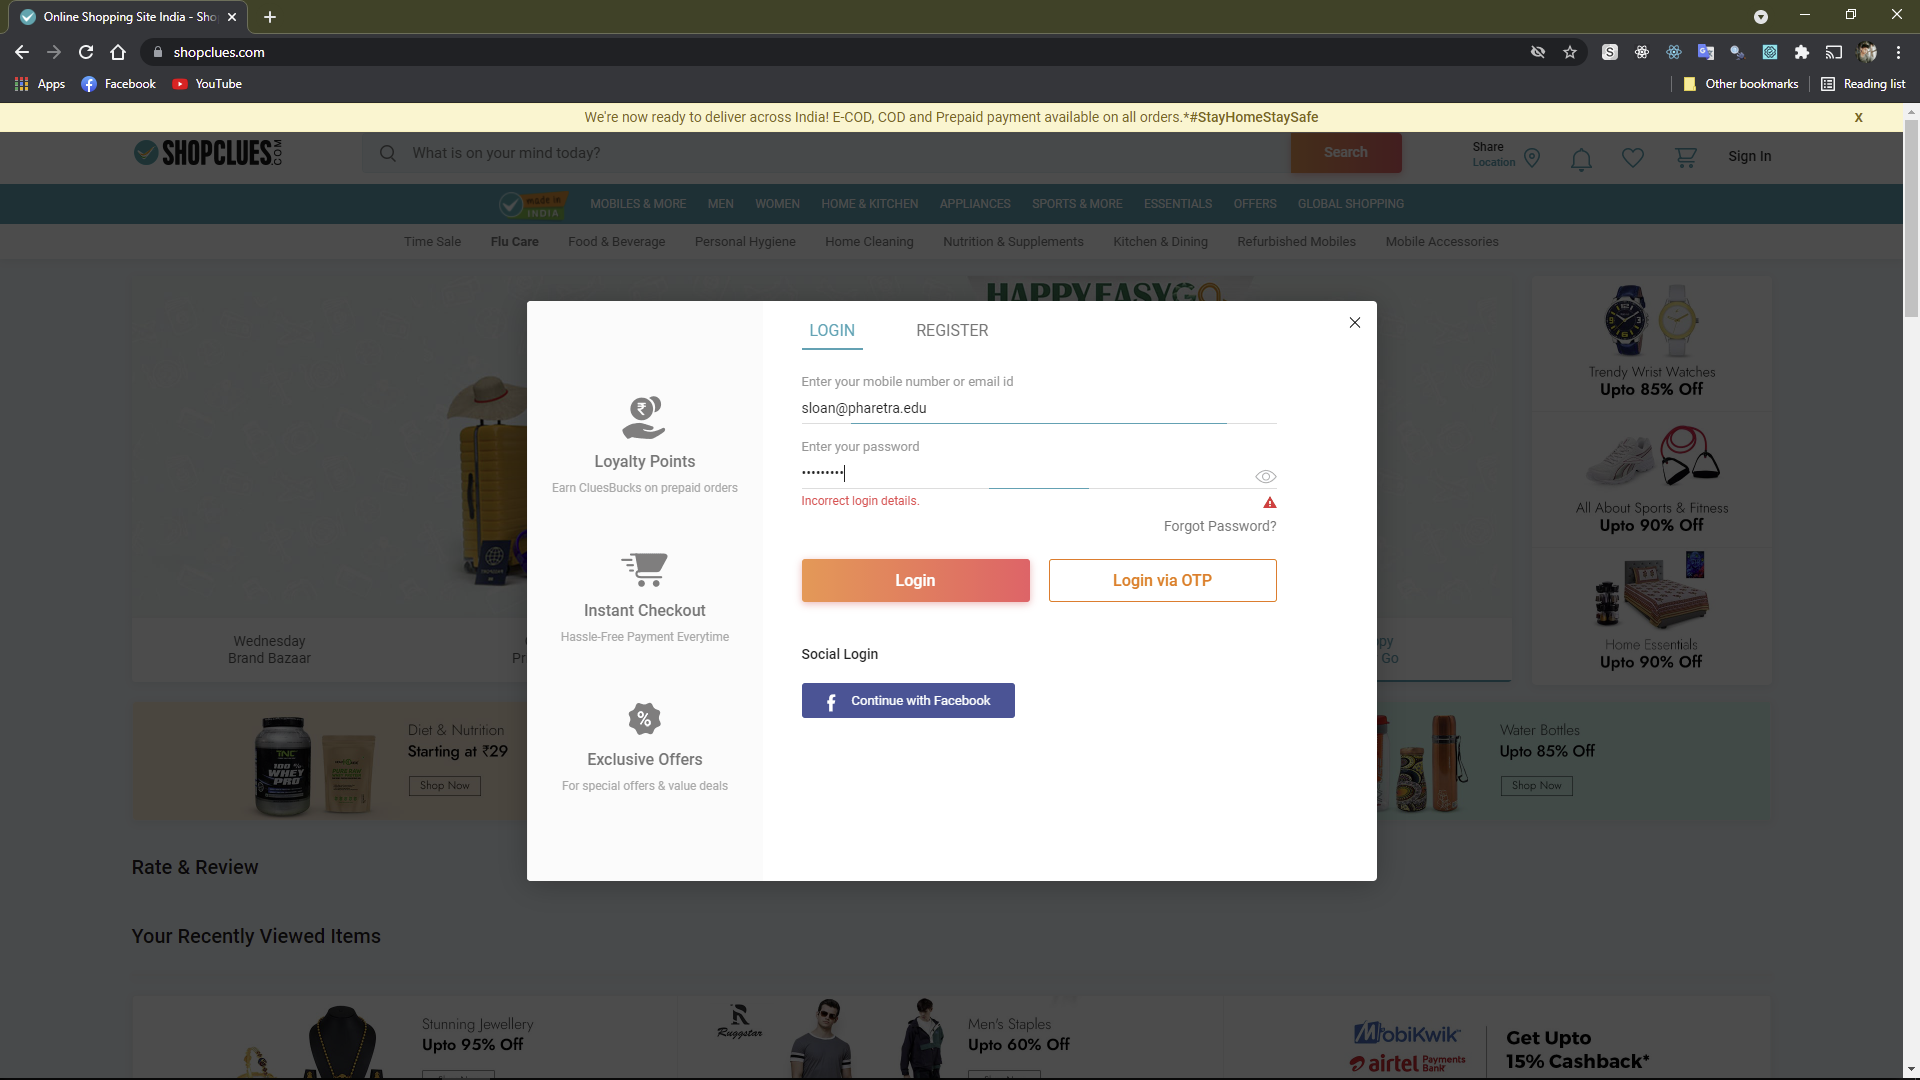 Online Shopping Site India - Sho
shopclues.com
Apps
Facebook
YouTube
Other bookmarks
Reading list
We're now ready to deliver across India! E-COD, COD and Prepaid payment available on all orders.*#StayHomeStaySafe
X
SHOPCLUES.COM
What is on your mind today?
Search
Share
Location
Sign In
made in
INDIA
MOBILES & MORE
MEN
WOMEN
HOME & KITCHEN
APPLIANCES
SPORTS & MORE
ESSENTIALS
OFFERS
GLOBAL SHOPPING
Time Sale
Flu Care
Food & Beverage
Personal Hygiene
Home Cleaning
Nutrition & Supplements
Kitchen & Dining
Refurbished Mobiles
Mobile Accessories
HAPPYEASYGO
LOGIN
REGISTER
Enter your mobile number or email id
sloan@pharetra.edu
Enter your password
•••••••••
Incorrect login details.
Forgot Password?
Login
Login via OTP
Social Login
Continue with Facebook
Loyalty Points
Earn CluesBucks on prepaid orders
Instant Checkout
Hassle-Free Payment Everytime
Exclusive Offers
For special offers & value deals
Trendy Wrist Watches
Upto 85% Off
All About Sports & Fitness
Upto 90% Off
Home Essentials
Upto 90% Off
Wednesday
Brand Bazaar
Pr
ppy
Go
Diet & Nutrition
Starting at ₹29
Shop Now
TNC
100 %
WHEY
PRO
Water Bottles
Upto 85% Off
Shop Now
Rate & Review
Your Recently Viewed Items
Stunning Jewellery
Upto 95% Off
Ruggstar
Men's Staples
Upto 60% Off
MobiKwik
airtel Payments Bank
Get Upto
15% Cashback*